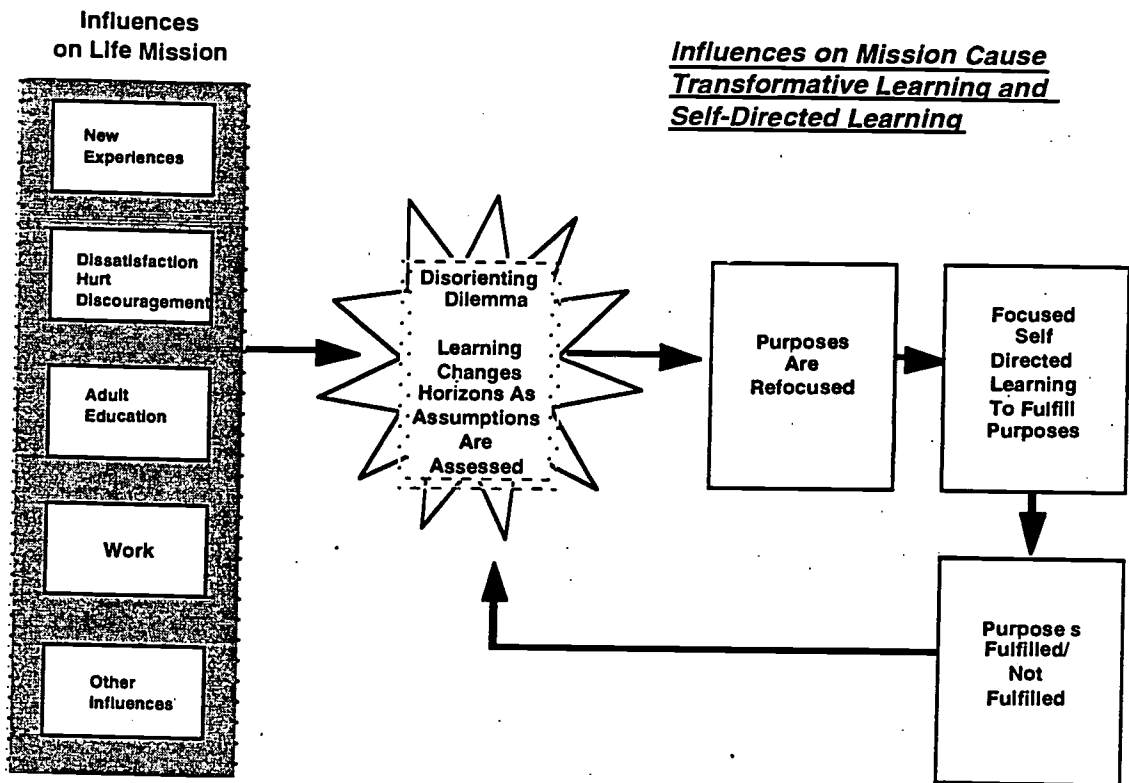 Influences
on Life Mission
Influences on Mission Cause
Transformative Learning and
Self-Directed Learning
New
Experiences
Dissatisfaction
Hurt
Discouragement
Adult
Education
Work
Other
Influences
Disorienting
Dilemma
Learning
Changes
Horizons As
Assumptions
Are
Assessed
Purposes
Are
Refocused
Focused
Self
Directed
Learning
To Fulfill
Purposes
Purpose s
Fulfilled/
Not
Fulfilled